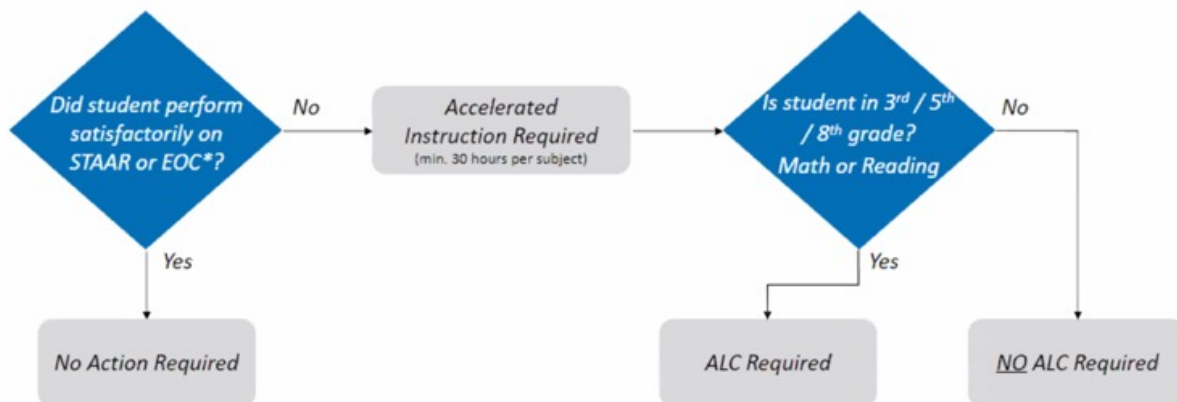 Did student perform
satisfactorily on
STAAR or EOC*?
No
Accelerated
Instruction Required
(min. 30 hours per subject)
Is student in 3rd / 5th
/ 8th grade?
Math or Reading
No
Yes
Yes
No Action Required
ALC Required
NO ALC Required